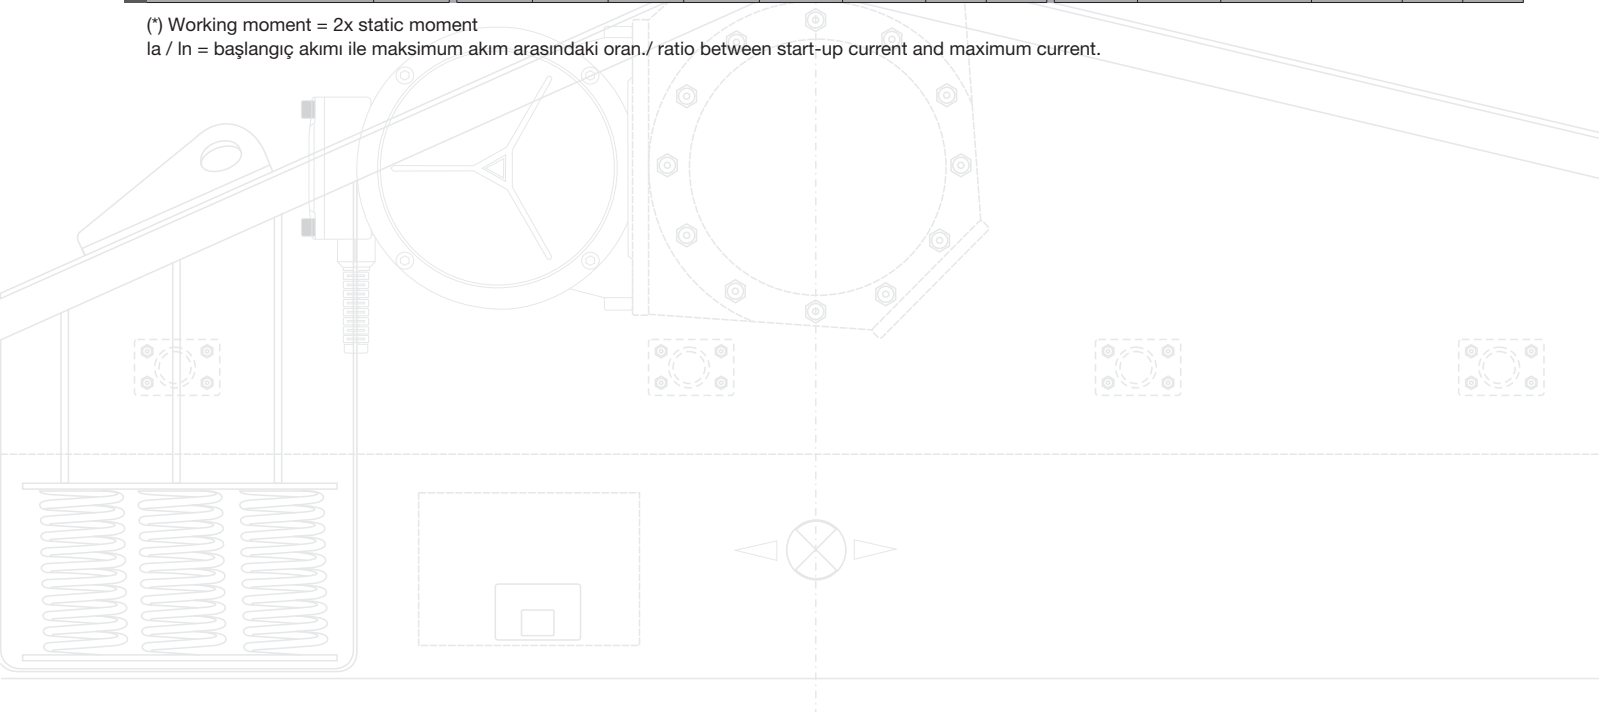 (*) Working moment = 2x static moment
Ia / In = başlangıç akımı ile maksimum akım arasındaki oran./ ratio between start-up current and maximum current.